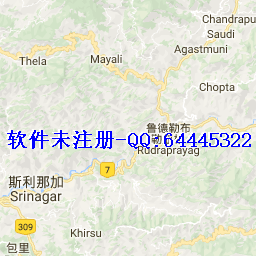 Chandrapu
Saudi
Agastmuni
Mayali
Thela
Chopta
鲁德勒布
软件未注册-QQ:64445322
Rudraprayag
7
斯利那加
Srinagar
309
Khirsu
包里